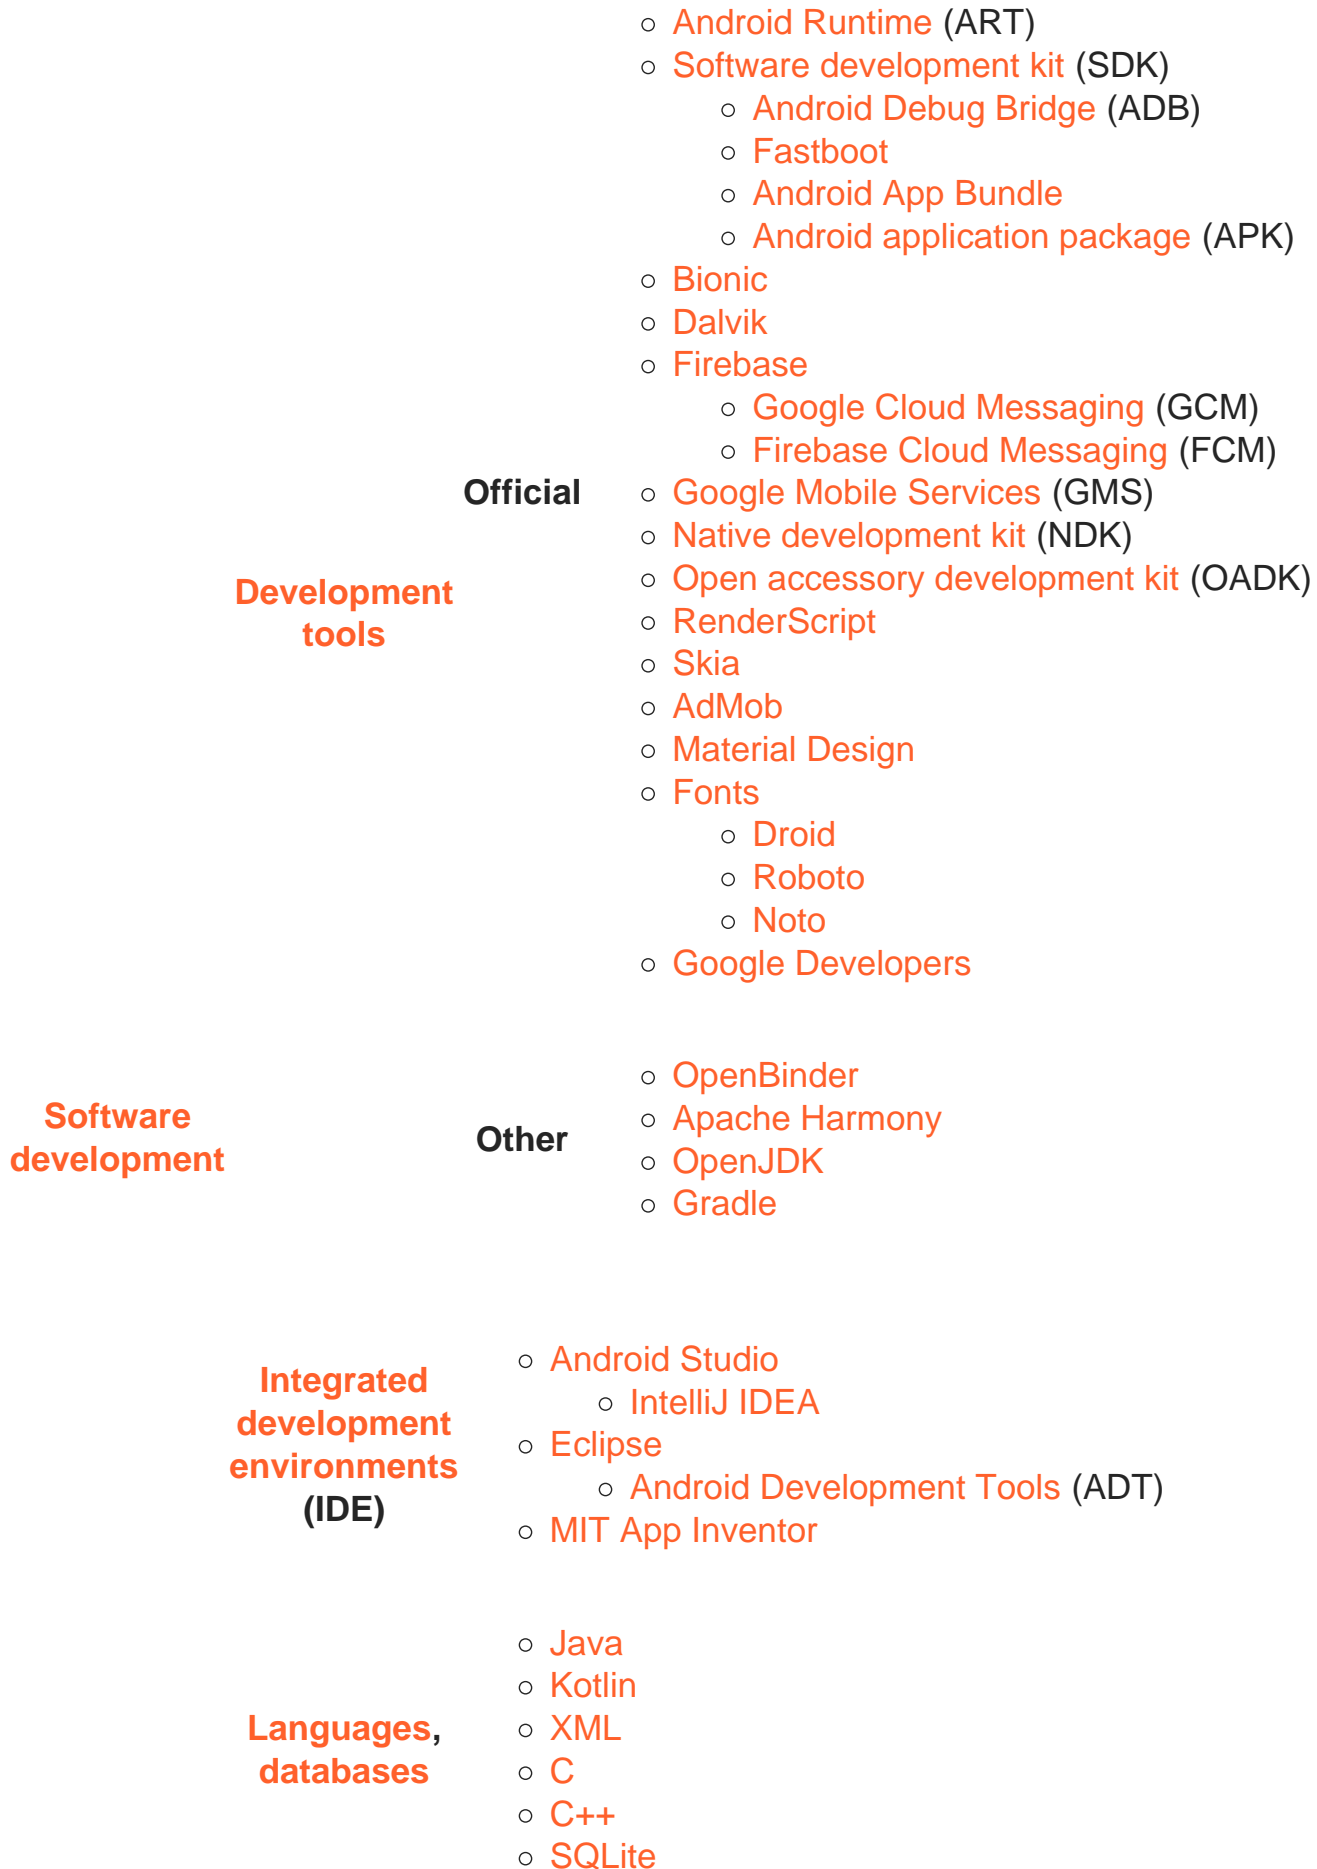 Software
development
Development
tools
Official
Android Runtime (ART)
Software development kit (SDK)
Android Debug Bridge (ADB)
Fastboot
Android App Bundle
Android application package (APK)
Bionic
Dalvik
Firebase
Google Cloud Messaging (GCM)
Firebase Cloud Messaging (FCM)
Google Mobile Services (GMS)
Native development kit (NDK)
Open accessory development kit (OADK)
RenderScript
Skia
AdMob
Material Design
Fonts
Droid
Roboto
Noto
Google Developers
Other
OpenBinder
Apache Harmony
OpenJDK
Gradle
Integrated
development
environments
(IDE)
Android Studio
IntelliJ IDEA
Eclipse
Android Development Tools (ADT)
MIT App Inventor
Languages,
databases
Java
Kotlin
XML
C
C++
SQLite